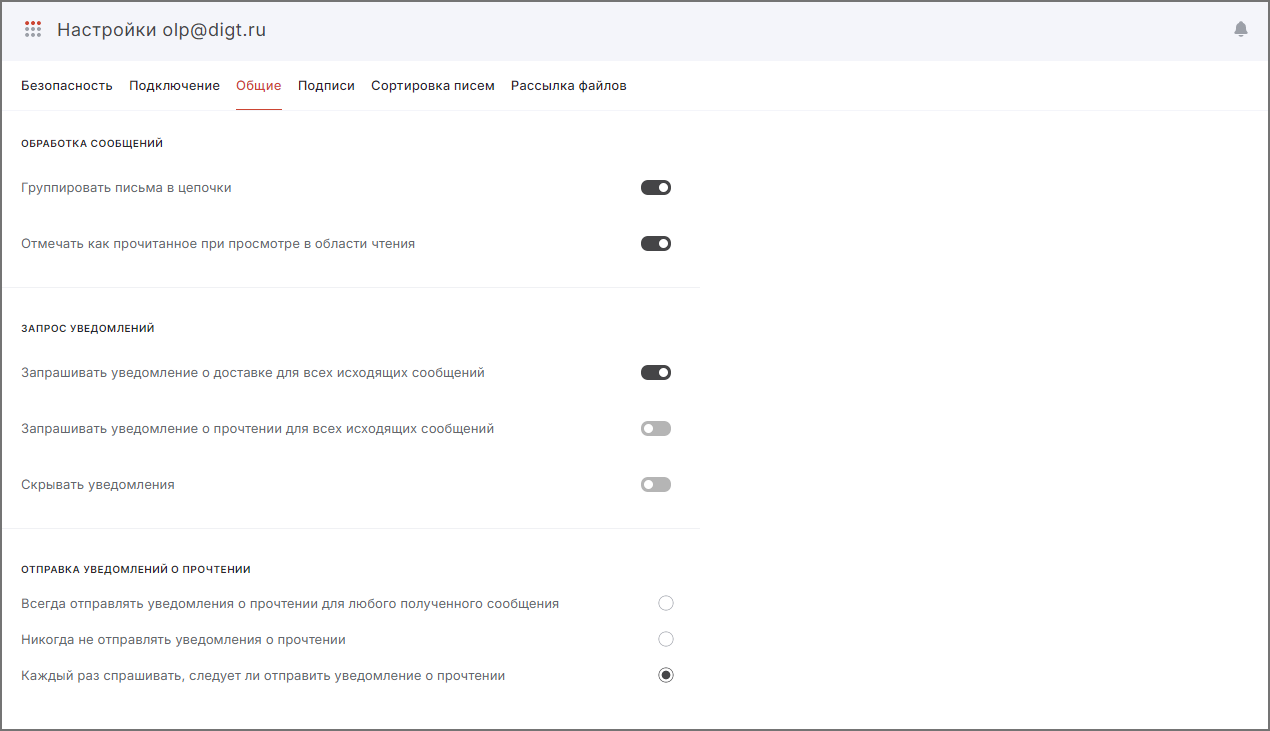 Настройки olp@digt.ru
Безопасность Подключение Общие Подписи Сортировка писем Рассылка файлов
ОБРАБОТКА СООБЩЕНИЙ
Группировать письма в цепочки
Отмечать как прочитанное при просмотре в области чтения
ЗАПРОС УВЕДОМЛЕНИЙ
Запрашивать уведомление о доставке для всех исходящих сообщений
Запрашивать уведомление о прочтении для всех исходящих сообщений
Скрывать уведомления
ОТПРАВКА УВЕДОМЛЕНИЙ О ПРОЧТЕНИИ
Всегда отправлять уведомления о прочтении для любого полученного сообщения
Никогда не отправлять уведомления о прочтении
Каждый раз спрашивать, следует ли отправить уведомление о прочтении